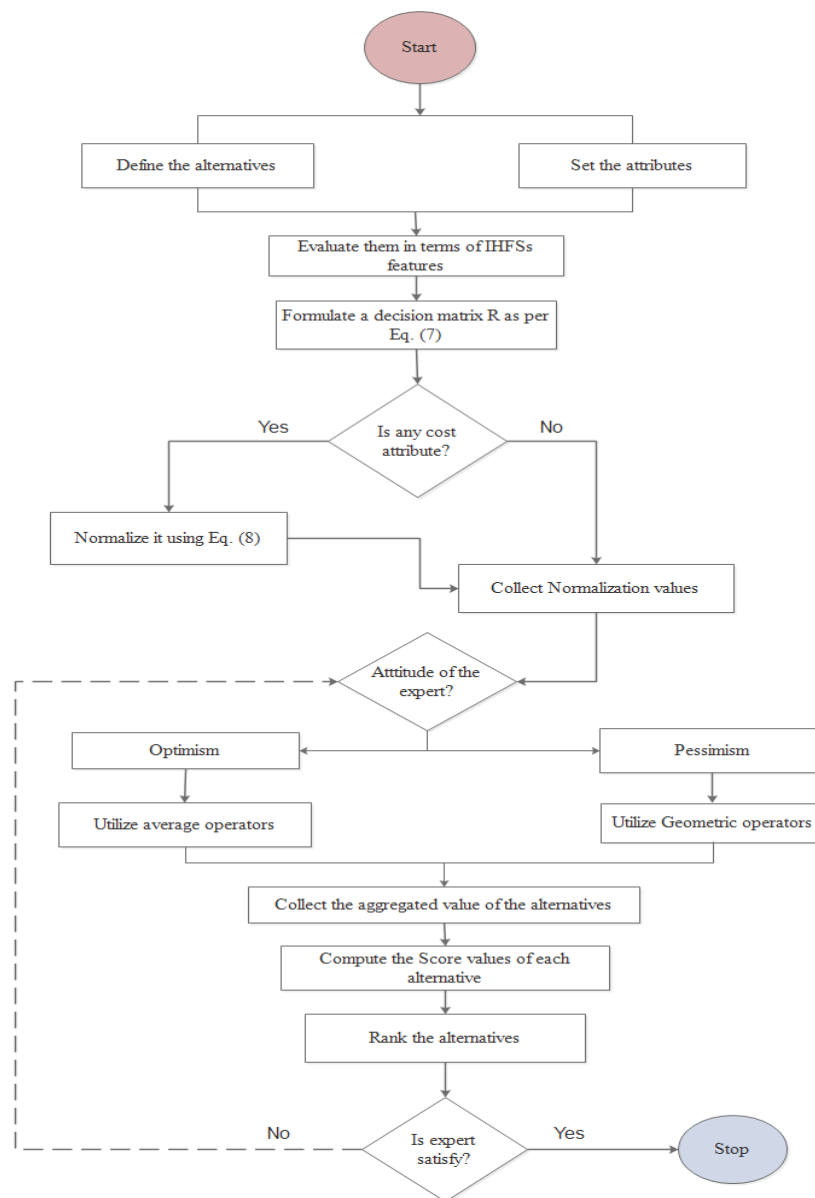 Start
Define the alternatives
Set the attributes
Evaluate them in terms of IHFSs
features
Formulate a decision matrix R as per
Eq. (7)
Is any cost
attribute?
Yes
No
Normalize it using Eq. (8)
Collect Normalization values
Atttitude of the
expert?
Optimism
Pessimism
Utilize average operators
Utilize Geometric operators
Collect the aggregated value of the alternatives
Compute the Score values of each
alternative
Rank the alternatives
Is expert
satisfy?
No
Yes
Stop